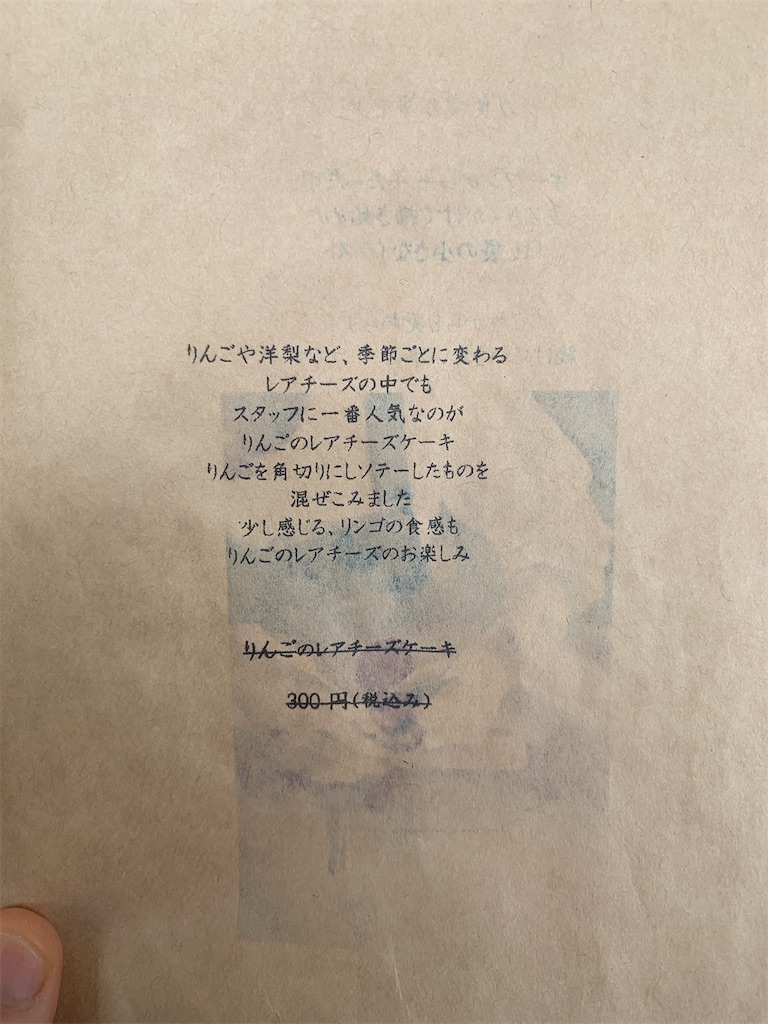 りんごや洋梨など、季節ごとに変わる
レアチーズの中でも
スタッフに一番人気なのが
りんごのレアチーズケーキ
りんごを角切りにしソテーしたものを
混ぜこみました
少し感じる、リンゴの食感も
りんごのレアチーズのお楽しみ
りんごのレアチーズケーキ
300円(税込み)